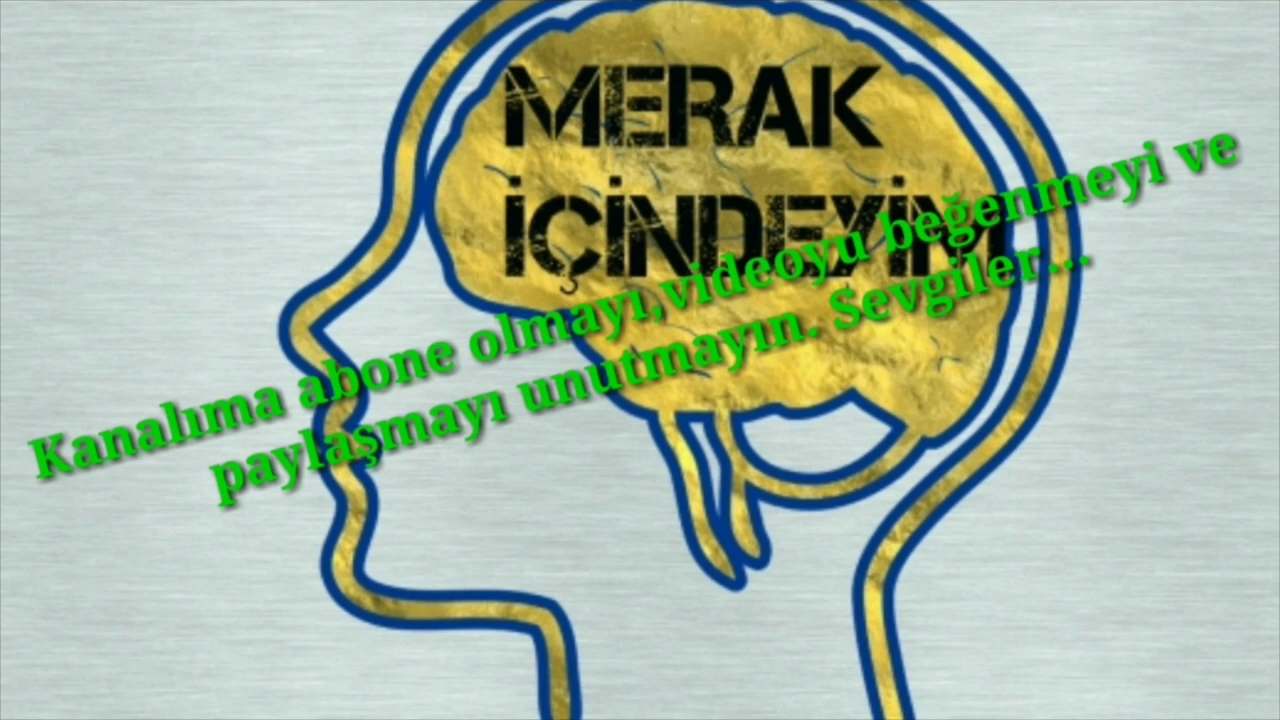 MERAK
İÇİNDEYİM
Kanalıma abone olmayı,videoyu beğenmeyi ve
paylaşmayı unutmayın. Sevgiler...